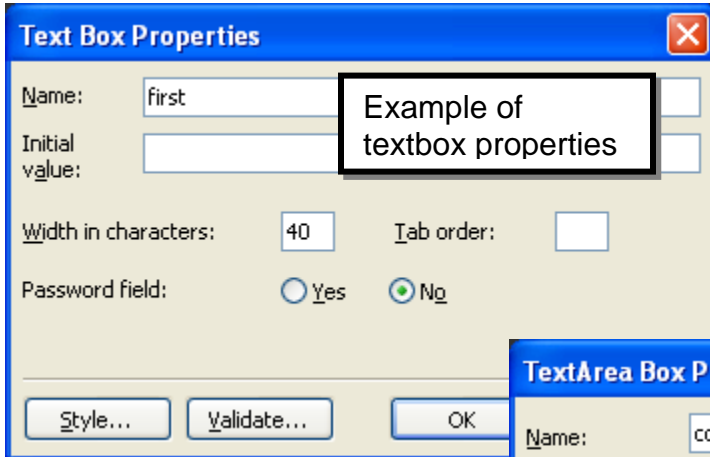 Text Box Properties
Name: first
Example of
textbox properties
Initial
value:
Width in characters: 40 Tab order:
Password field: Yes No
TextArea Box P
Style... Validate... OK
Name: co